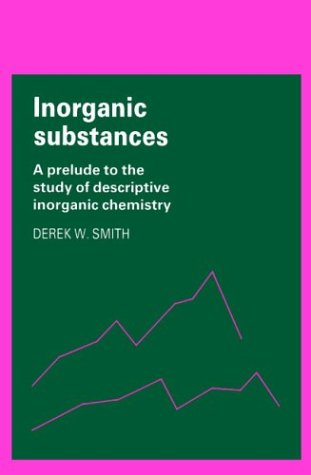 Inorganic
substances
A prelude to the
study of descriptive
inorganic chemistry
DEREK W. SMITH